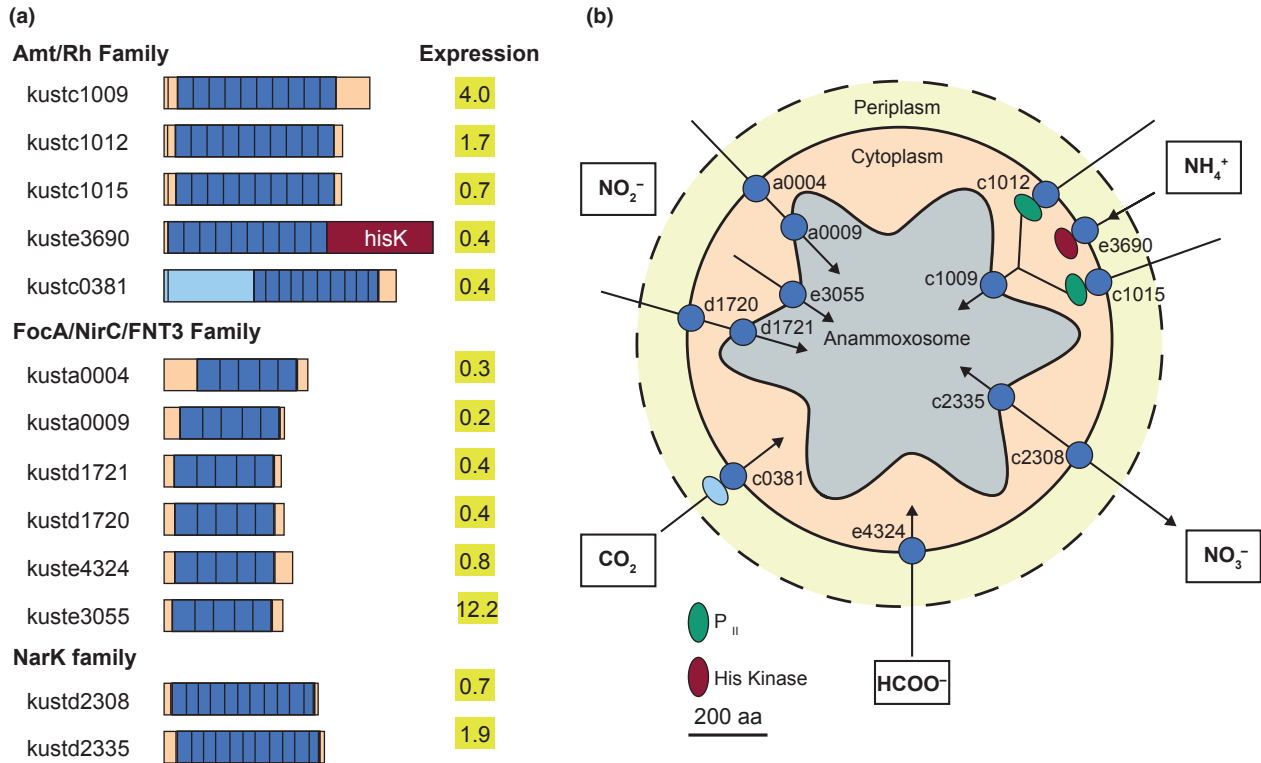 (a)
Amt/Rh Family Expression
kustc1009 4.0
kustc1012 1.7
kustc1015 0.7
kuste3690 hisK 0.4
kustc0381 0.4
FocA/NirC/FNT3 Family
kusta0004 0.3
kusta0009 0.2
kustd1721 0.4
kustd1720 0.4
kuste4324 0.8
kuste3055 12.2
NarK family
kustd2308 0.7
kustd2335 1.9
(b)
Periplasm
Cytoplasm
NO₂⁻
a0004
a0009
c1012
NH₄⁺
e3690
c1009
c1015
e3055
d1720
d1721
Anammoxosome
c2335
c2308
c0381
e4324
CO₂
NO₃⁻
HCOO⁻
P II
His Kinase
200 aa